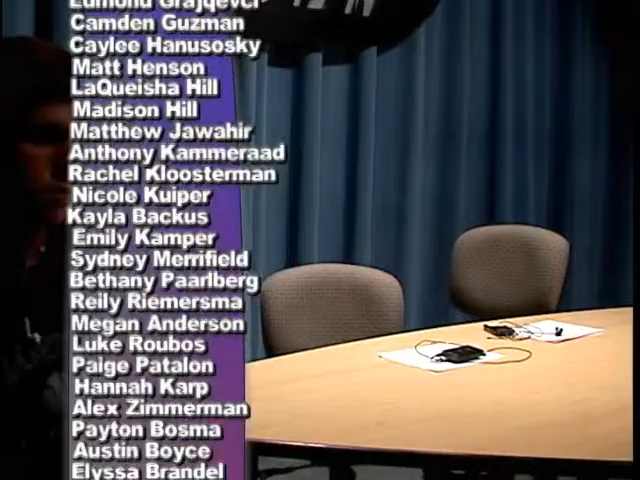 Edmond Grajqevci
Camden Guzman
Caylee Hanusosky
Matt Henson
LaQueisha Hill
Madison Hill
Matthew Jawahir
Anthony Kammeraad
Rachel Kloosterman
Nicole Kuiper
Kayla Backus
Emily Kamper
Sydney Merrifield
Bethany Paarlberg
Reily Riemersma
Megan Anderson
Luke Roubos
Paige Patalon
Hannah Karp
Alex Zimmerman
Payton Bosma
Austin Boyce
Elyssa Brandel